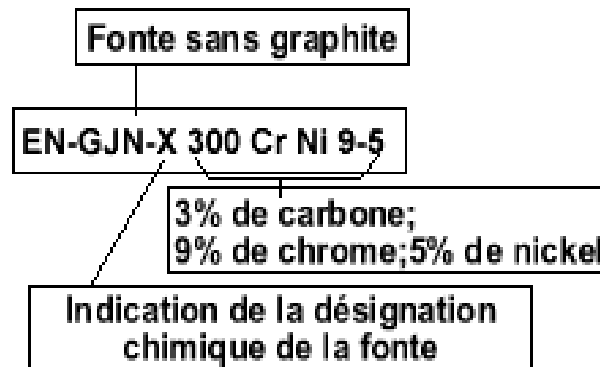 Fonte sans graphite
EN-GJN-X 300 Cr Ni 9-5
3% de carbone;
9% de chrome;5% de nickel
Indication de la désignation
chimique de la fonte